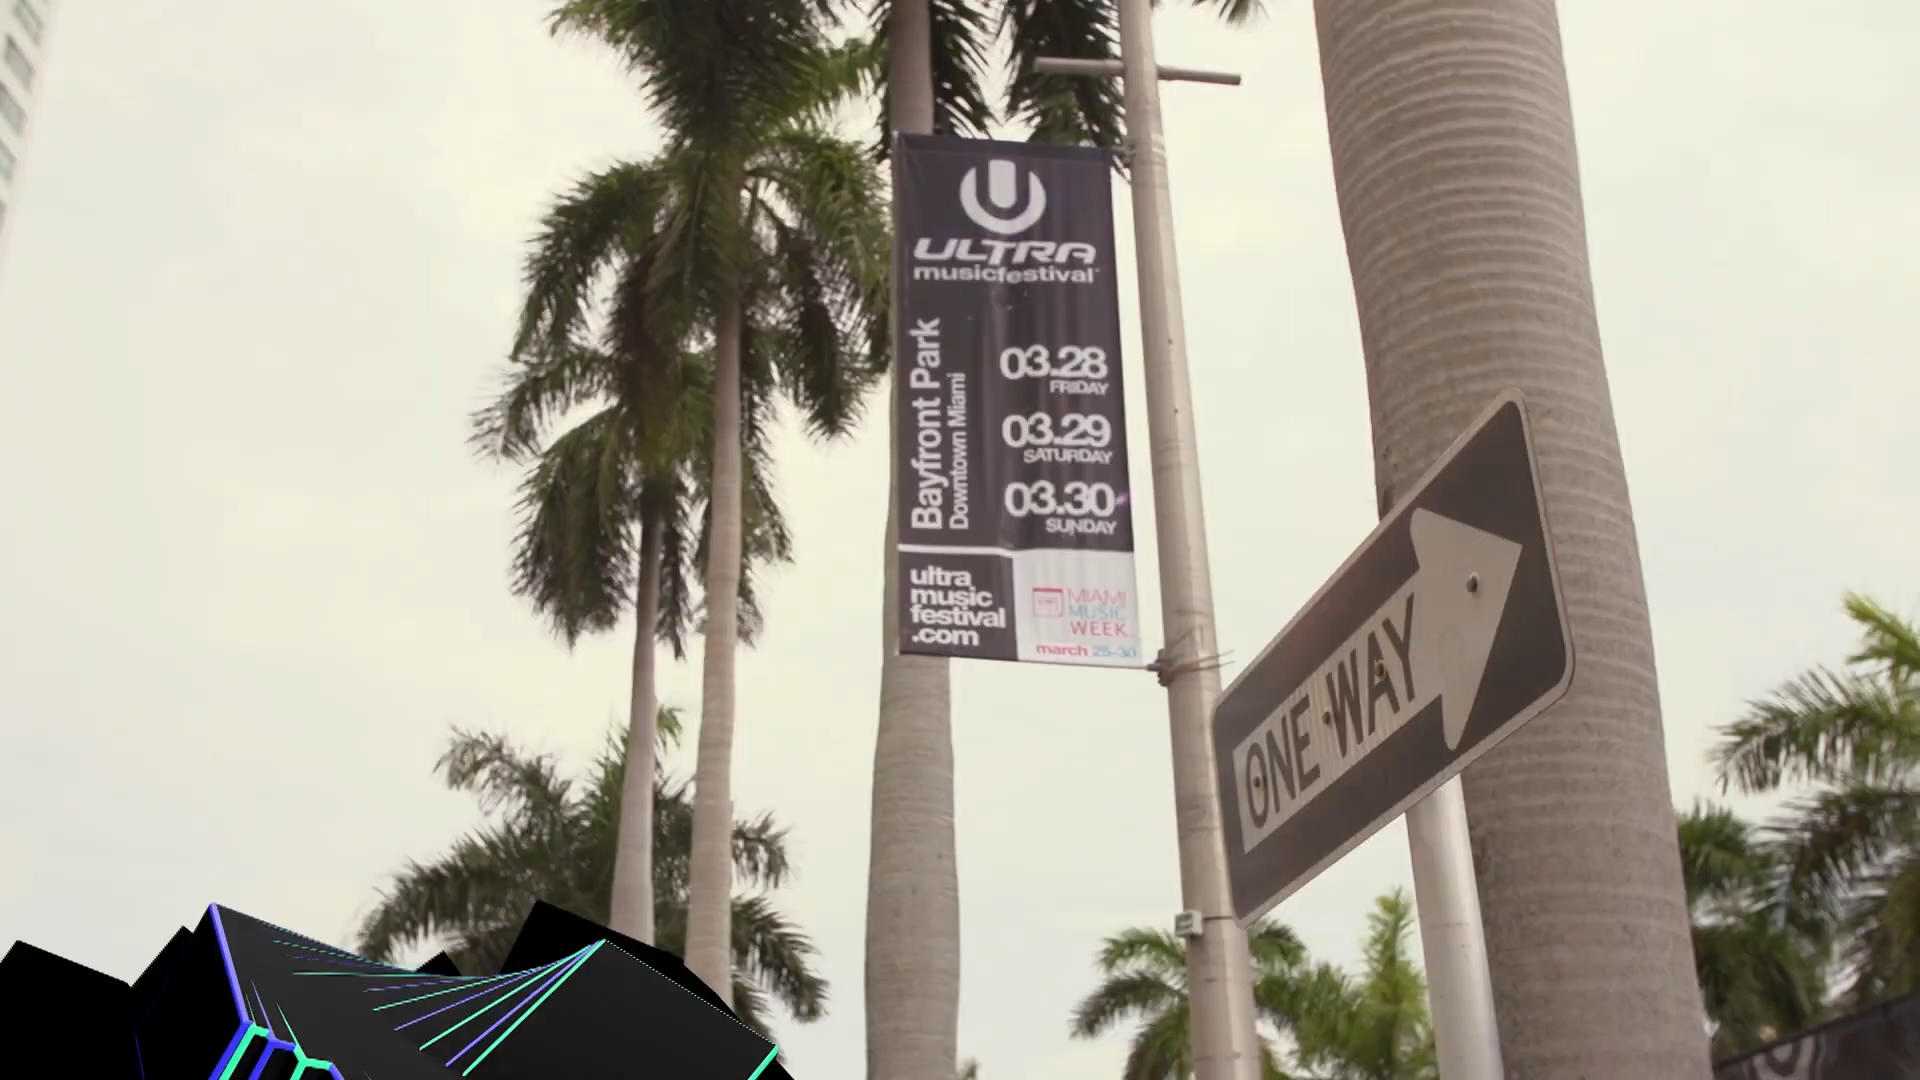 ULTRA
musicfestival
Bayfront Park
Downtown Miami
03.28
FRIDAY
03.29
SATURDAY
03.30
SUNDAY
ultra
music
festival
.com
MIAMI
MUSIC
WEEK
march 25-30
ONE WAY